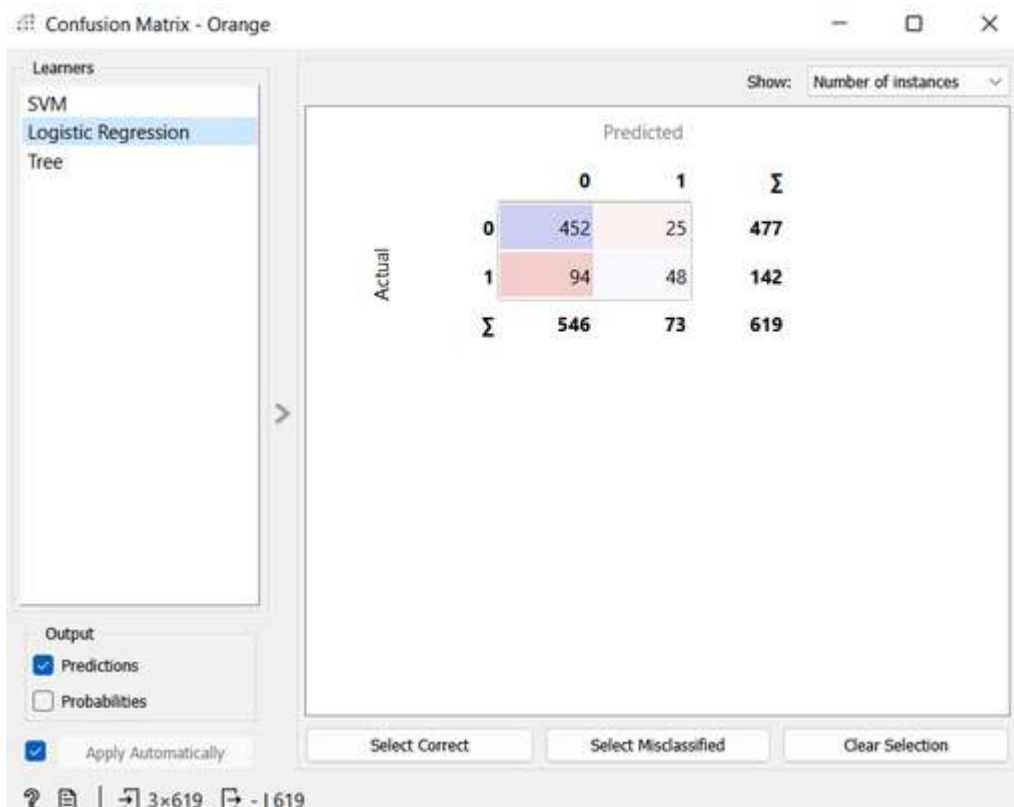 Confusion Matrix - Orange
Learners
SVM
Logistic Regression
Tree
Show: Number of instances
Predicted
0 1 Σ
0 452 25 477
Actual
1 94 48 142
Σ 546 73 619
>
Output
Predictions
Probabilities
Apply Automatically
Select Correct Select Misclassified Clear Selection
? 3×619 - | 619